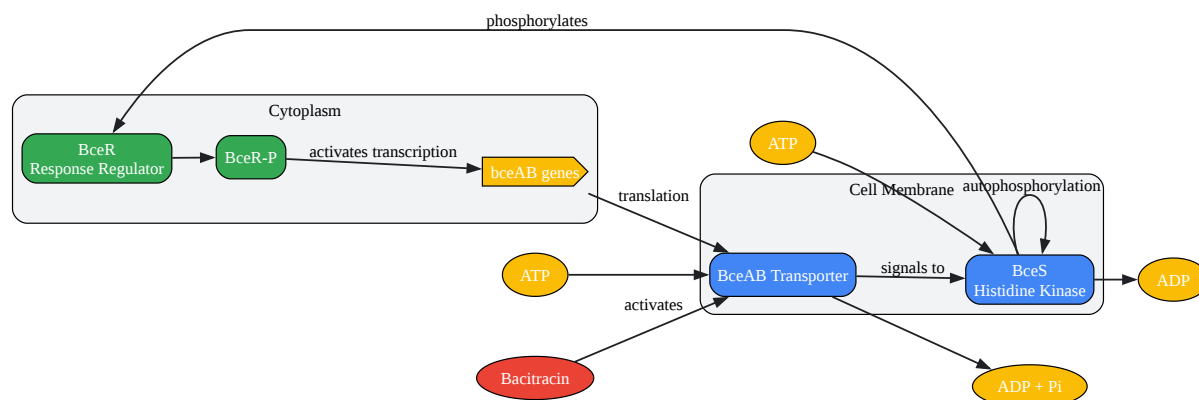 phosphorylates
Cytoplasm
BceR
Response Regulator
BceR-P
activates transcription
bceAB genes
ATP
Cell Membrane
autophosphorylation
translation
ATP
BceAB Transporter
signals to
BceS
Histidine Kinase
ADP
activates
Bacitracin
ADP + Pi